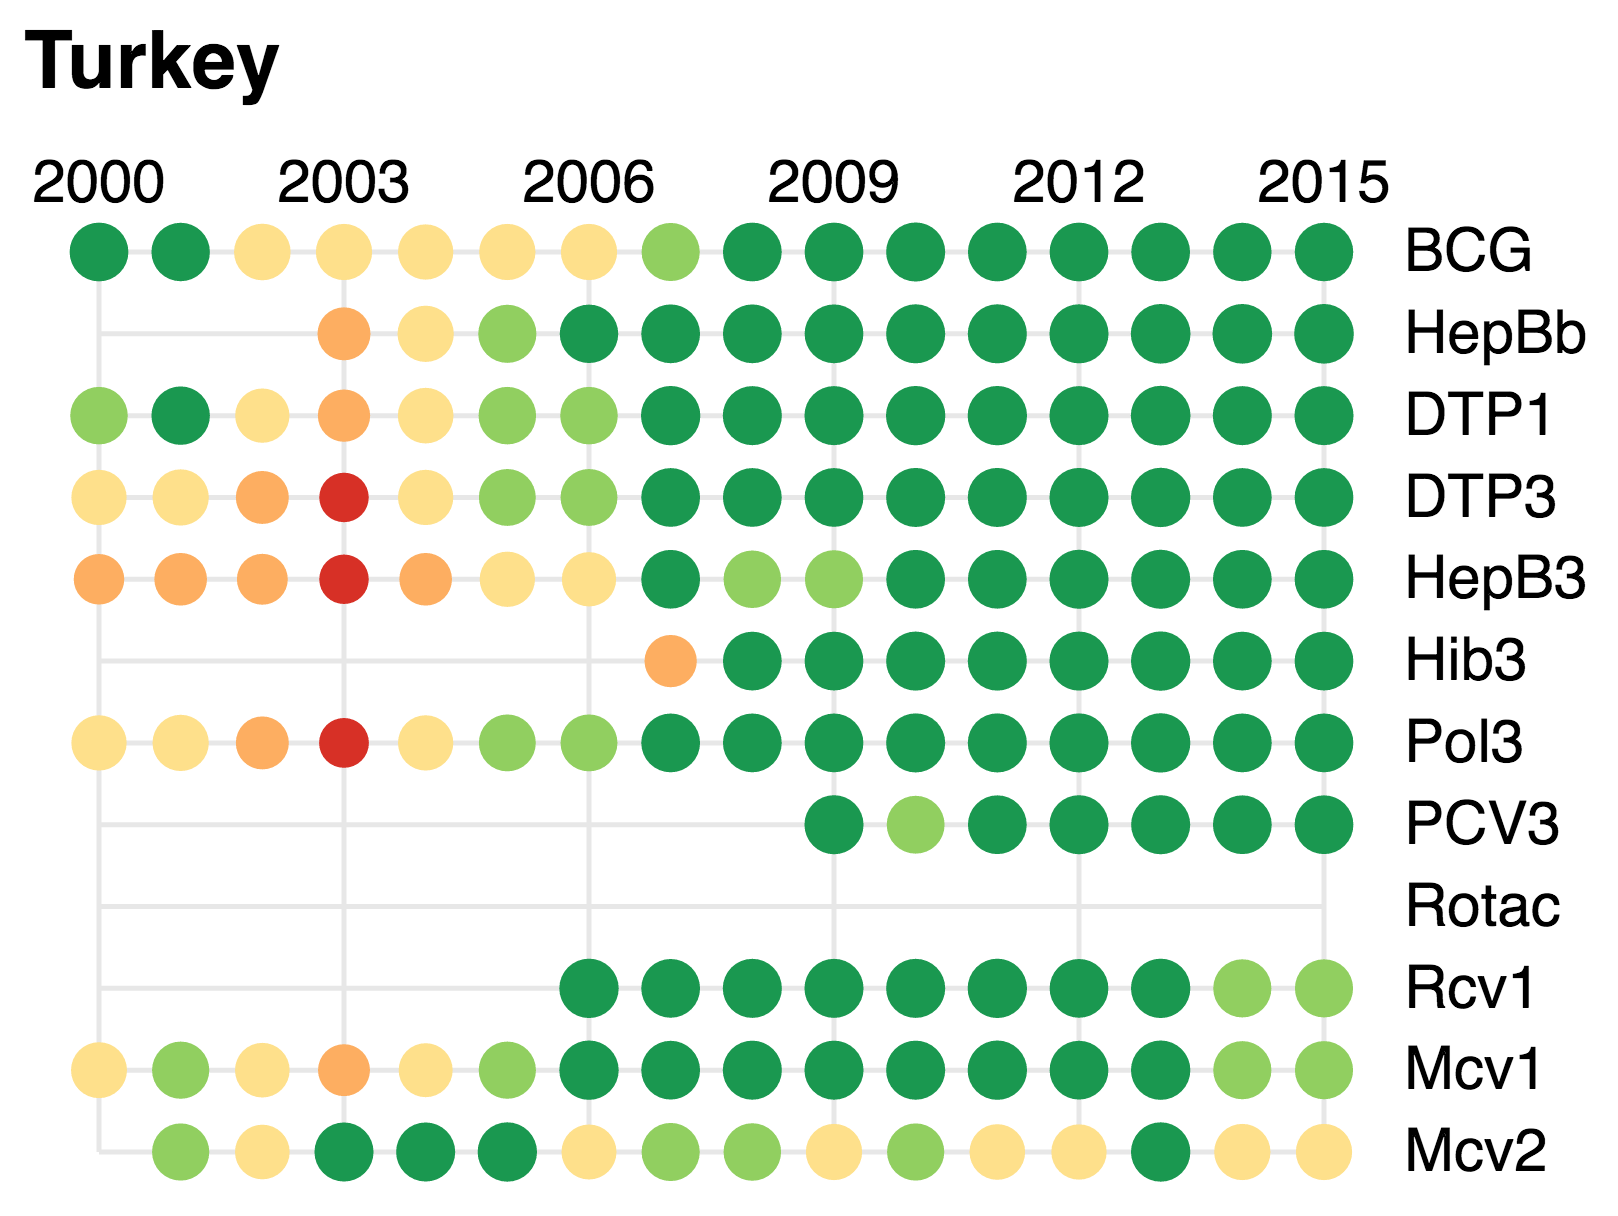 Turkey
2000 2003 2006 2009 2012 2015
BCG
HepBb
DTP1
DTP3
HepB3
Hib3
Pol3
PCV3
Rotac
Rcv1
Mcv1
Mcv2